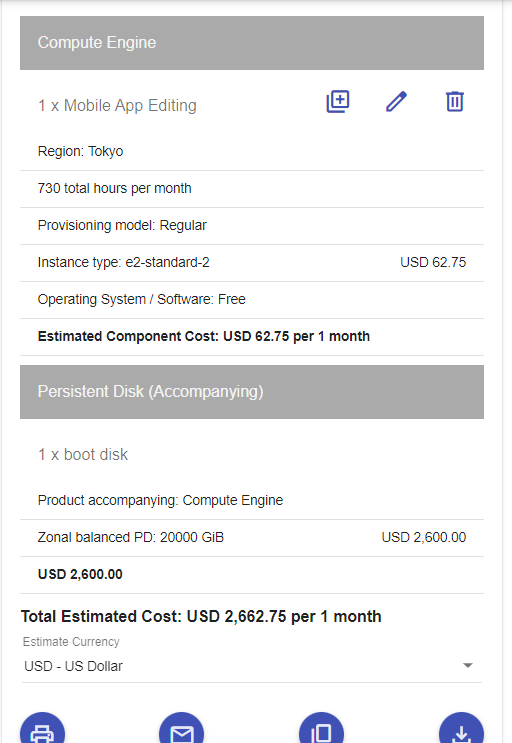 Compute Engine
1 x Mobile App Editing
Region: Tokyo
730 total hours per month
Provisioning model: Regular
Instance type: e2-standard-2 USD 62.75
Operating System / Software: Free
Estimated Component Cost: USD 62.75 per 1 month
Persistent Disk (Accompanying)
1 x boot disk
Product accompanying: Compute Engine
Zonal balanced PD: 20000 GiB USD 2,600.00
USD 2,600.00
Total Estimated Cost: USD 2,662.75 per 1 month
Estimate Currency
USD - US Dollar